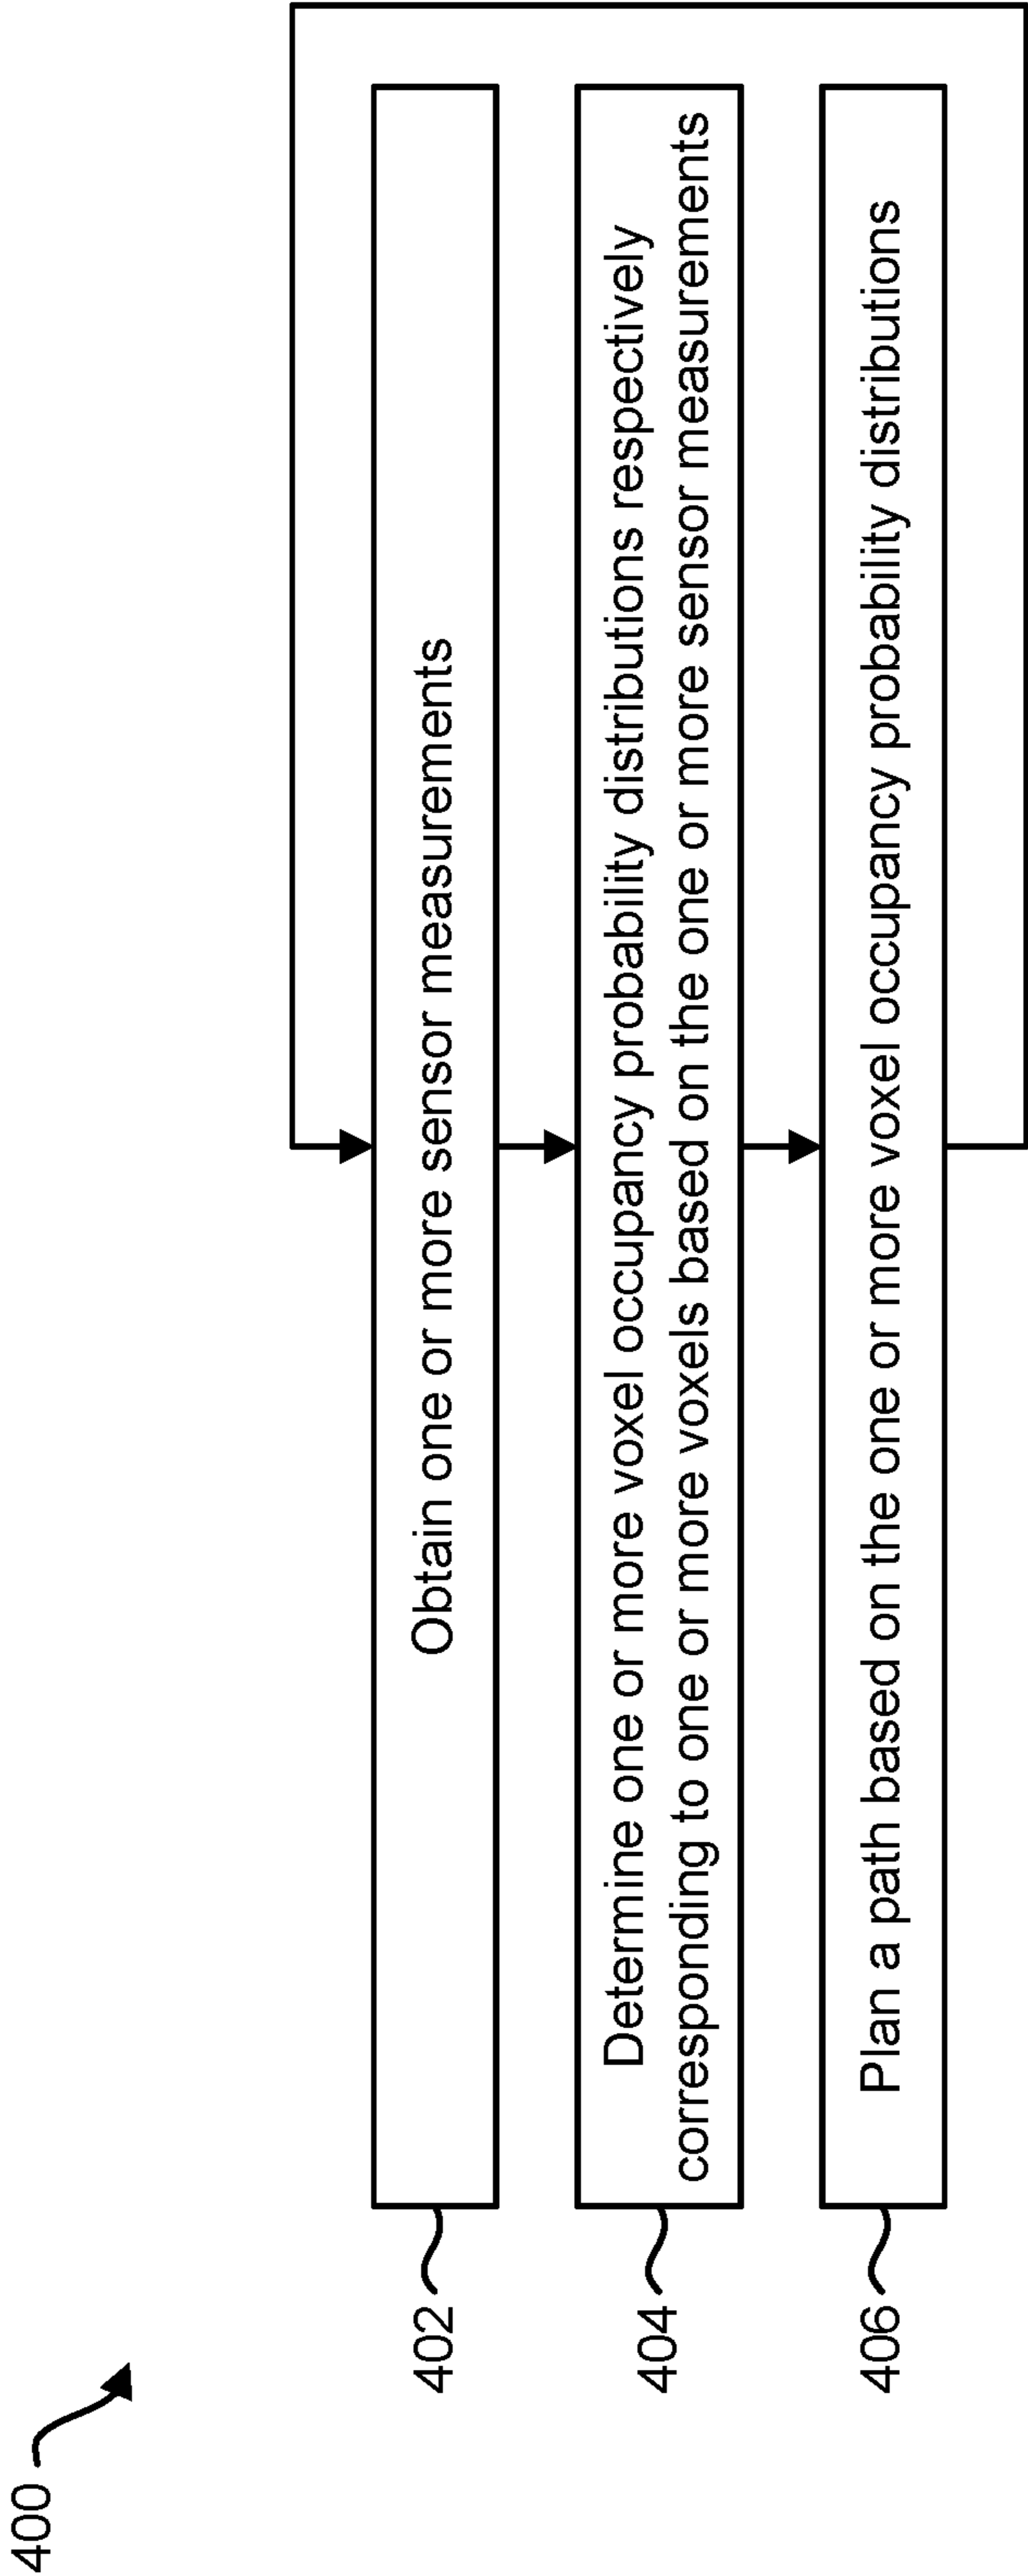 400
402
Obtain one or more sensor measurements
404
Determine one or more voxel occupancy probability distributions respectively
corresponding to one or more voxels based on the one or more sensor measurements
406
Plan a path based on the one or more voxel occupancy probability distributions